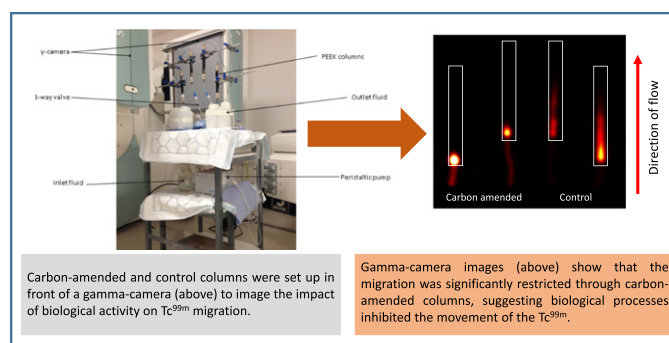 γ-camera
PEEK columns
3-way valve
Outlet fluid
Inlet fluid
Peristaltic pump
Carbon amended
Control
Direction of flow
Carbon-amended and control columns were set up in
front of a gamma-camera (above) to image the impact
of biological activity on Tc99m migration.
Gamma-camera images (above) show that the
migration was significantly restricted through carbon-
amended columns, suggesting biological processes
inhibited the movement of the Tc99m.